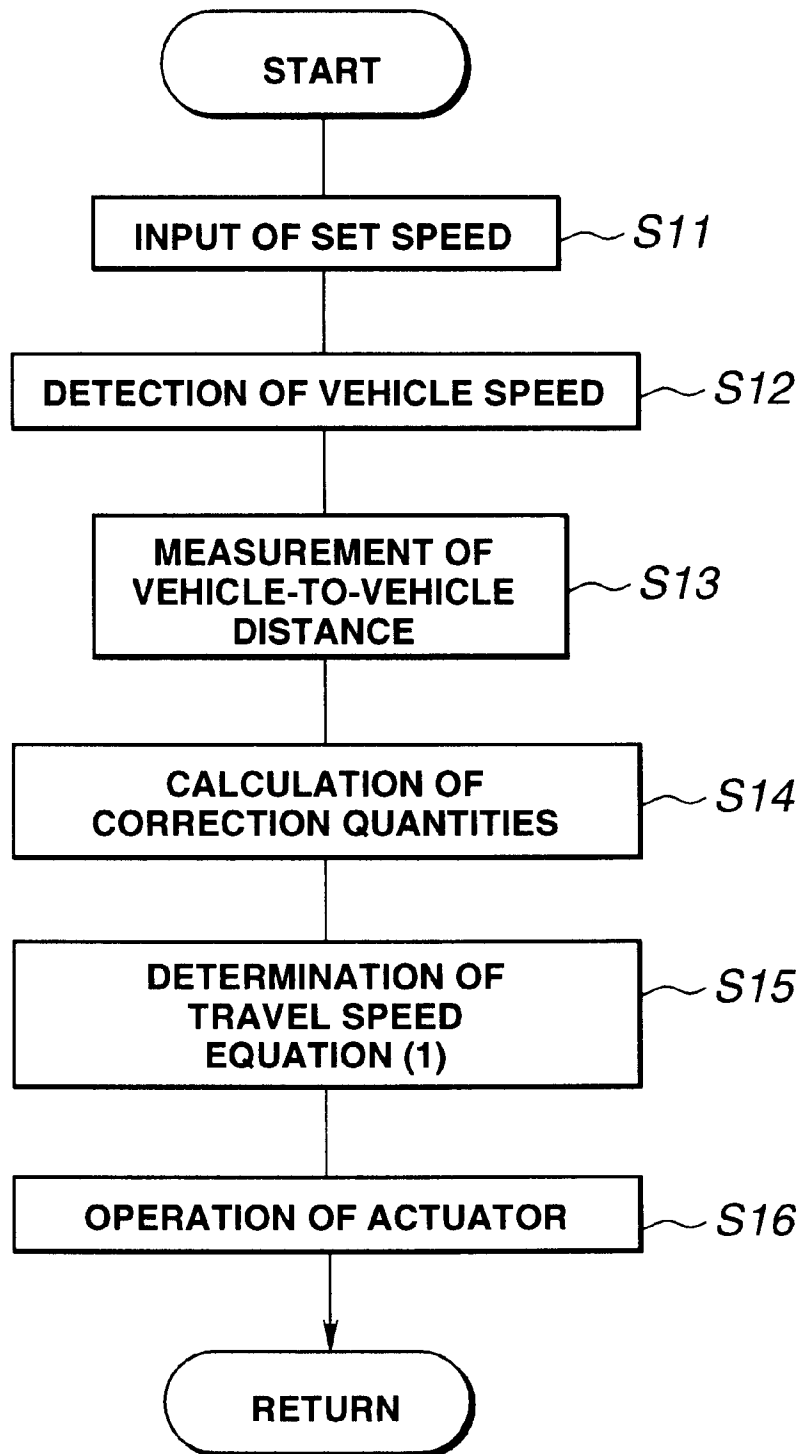 START
INPUT OF SET SPEED
S11
DETECTION OF VEHICLE SPEED
S12
MEASUREMENT OF
VEHICLE-TO-VEHICLE
DISTANCE
S13
CALCULATION OF
CORRECTION QUANTITIES
S14
DETERMINATION OF
TRAVEL SPEED
EQUATION (1)
S15
OPERATION OF ACTUATOR
S16
RETURN